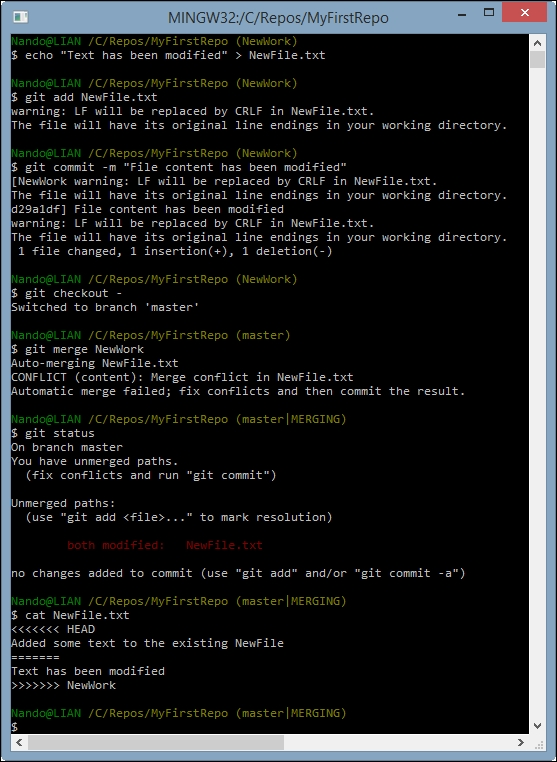 MINGW32:/C/Repos/MyFirstRepo
Nando@LIAN /C/Repos/MyFirstRepo (NewWork)
$ echo "Text has been modified" > NewFile.txt
Nando@LIAN /C/Repos/MyFirstRepo (NewWork)
$ git add NewFile.txt
warning: LF will be replaced by CRLF in NewFile.txt.
The file will have its original line endings in your working directory.
Nando@LIAN /C/Repos/MyFirstRepo (NewWork)
$ git commit -m "File content has been modified"
[NewWork warning: LF will be replaced by CRLF in NewFile.txt.
The file will have its original line endings in your working directory.
d29a1df] File content has been modified
warning: LF will be replaced by CRLF in NewFile.txt.
The file will have its original line endings in your working directory.
 1 file changed, 1 insertion(+), 1 deletion(-)
Nando@LIAN /C/Repos/MyFirstRepo (NewWork)
$ git checkout -
Switched to branch 'master'
Nando@LIAN /C/Repos/MyFirstRepo (master)
$ git merge NewWork
Auto-merging NewFile.txt
CONFLICT (content): Merge conflict in NewFile.txt
Automatic merge failed; fix conflicts and then commit the result.
Nando@LIAN /C/Repos/MyFirstRepo (master|MERGING)
$ git status
On branch master
You have unmerged paths.
  (fix conflicts and run "git commit")
Unmerged paths:
  (use "git add <file>..." to mark resolution)
        both modified:   NewFile.txt
no changes added to commit (use "git add" and/or "git commit -a")
Nando@LIAN /C/Repos/MyFirstRepo (master|MERGING)
$ cat NewFile.txt
<<<<<<< HEAD
Added some text to the existing NewFile
=======
Text has been modified
>>>>>>> NewWork
Nando@LIAN /C/Repos/MyFirstRepo (master|MERGING)
$